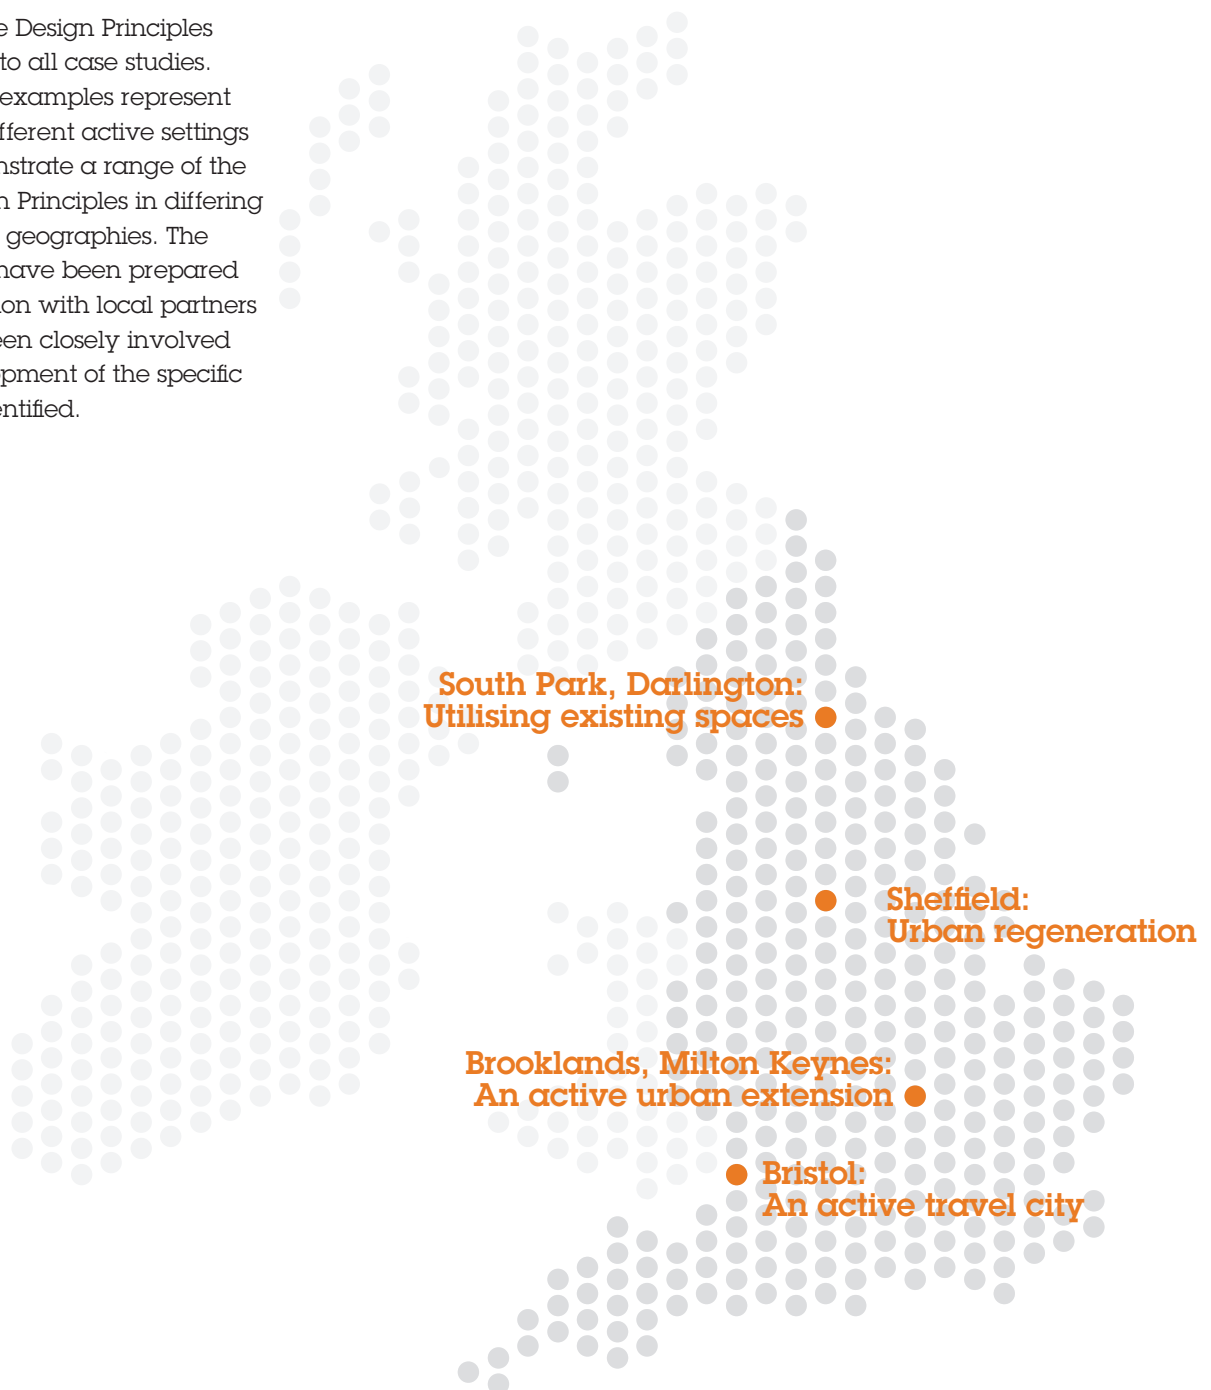 e Design Principles
to all case studies.
examples represent
fferent active settings
nstrate a range of the
n Principles in differing
geographies. The
have been prepared
ion with local partners
een closely involved
opment of the specific
entified.
South Park, Darlington:
Utilising existing spaces
Sheffield:
Urban regeneration
Brooklands, Milton Keynes:
An active urban extension
Bristol:
An active travel city